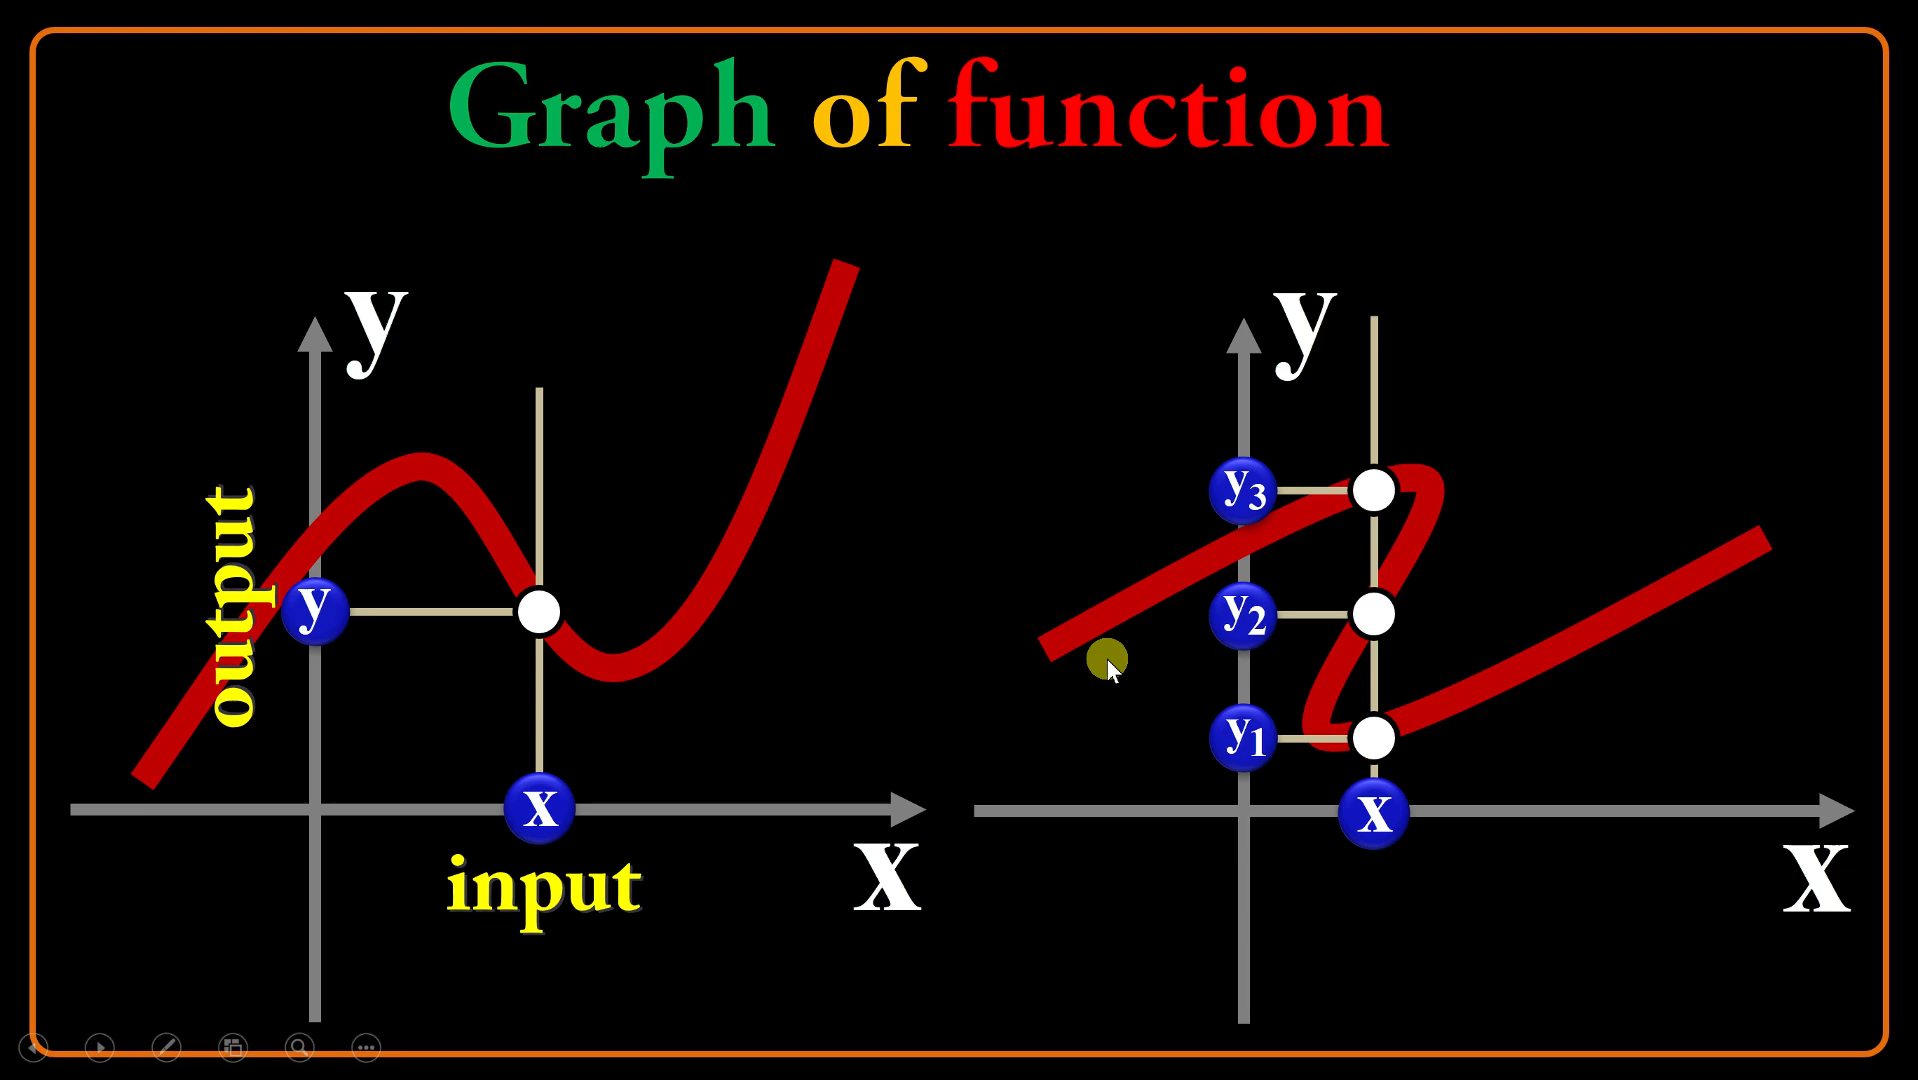 Graph of function
y
output
y
x
input
x
y
y3
y2
y1
x
x